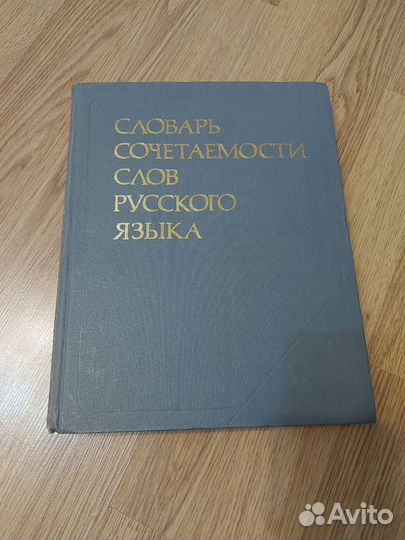 СЛОВАРЬ
СОЧЕТАЕМОСТИ
СЛОВ
РУССКОГО
ЯЗЫКА
Avito